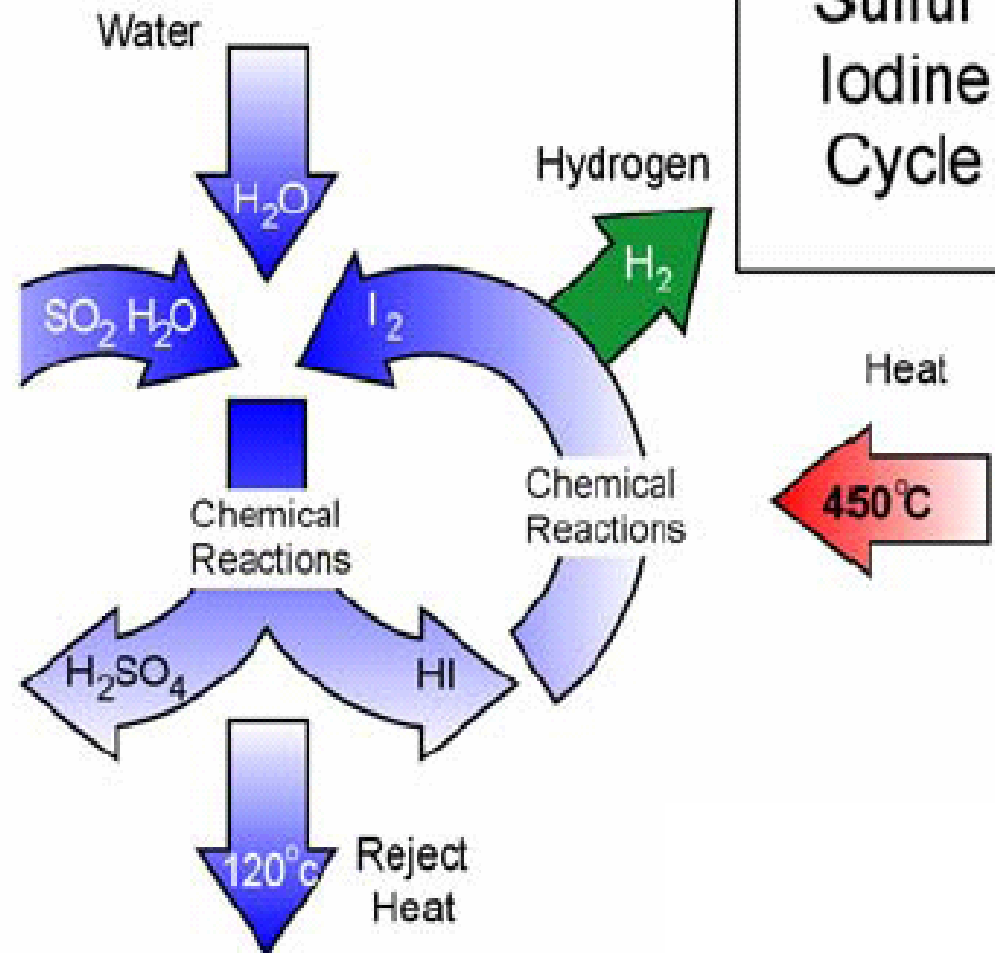 Water
Sulfur
Iodine
Cycle
Hydrogen
H₂O
H₂
SO₂ H₂O
I₂
Heat
450°C
Chemical
Reactions
Chemical
Reactions
H₂SO₄
HI
120°c
Reject
Heat